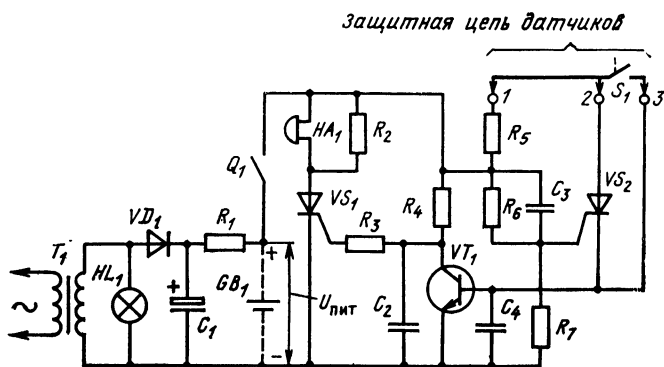 Защитная цепь датчиков
1 2 S1 3
HA1 R2 R5
Q1
VS1 R4 R6 C3 VS2
VD1 R1 R3 VT1
T1 HL1 + + GB1 Uпит
~ C1 C2 C4 R7
-